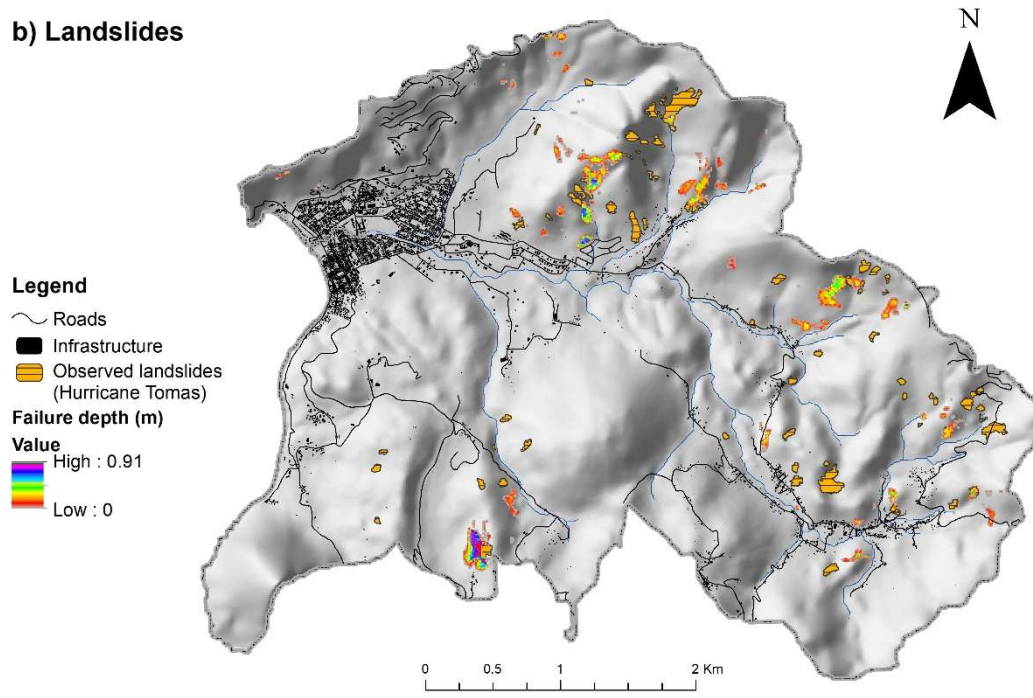 b) Landslides
N
Legend
Roads
Infrastructure
Observed landslides
(Hurricane Tomas)
Failure depth (m)
Value
High : 0.91
Low : 0
0 0.5 1 2 Km